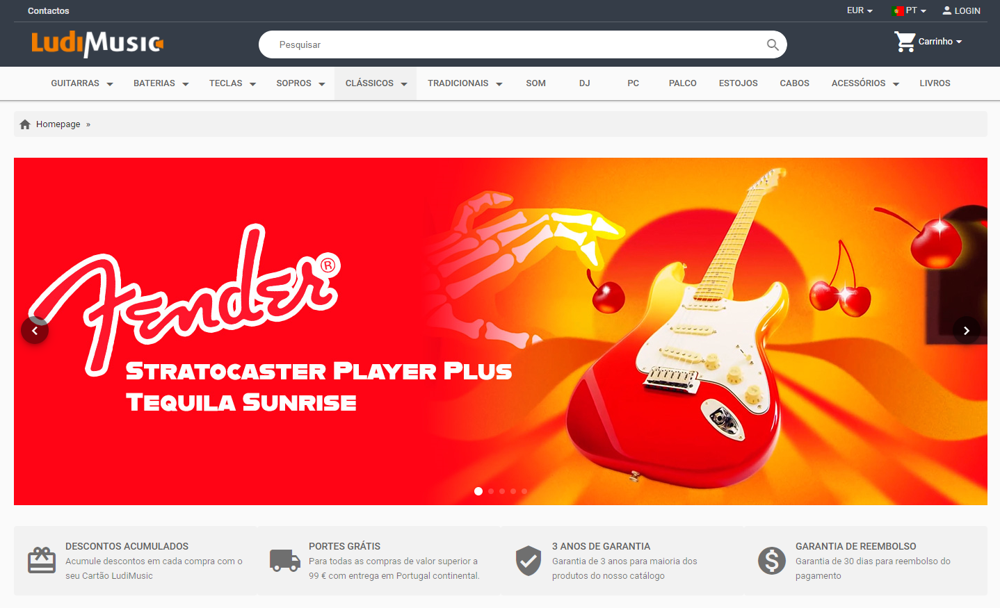 Contactos
EUR
PT
LOGIN
LudiMusic
Pesquisar
Carrinho
GUITARRAS
BATERIAS
TECLAS
SOPROS
CLÁSSICOS
TRADICIONAIS
SOM
DJ
PC
PALCO
ESTOJOS
CABOS
ACESSÓRIOS
LIVROS
Homepage »
Fender®
STRATOCASTER PLAYER PLUS
TEQUILA SUNRISE
DESCONTOS ACUMULADOS
Acumule descontos em cada compra com o
seu Cartão LudiMusic
PORTES GRÁTIS
Para todas as compras de valor superior a
99 € com entrega em Portugal continental.
3 ANOS DE GARANTIA
Garantia de 3 anos para maioria dos
produtos do nosso catálogo
GARANTIA DE REEMBOLSO
Garantia de 30 dias para reembolso do
pagamento